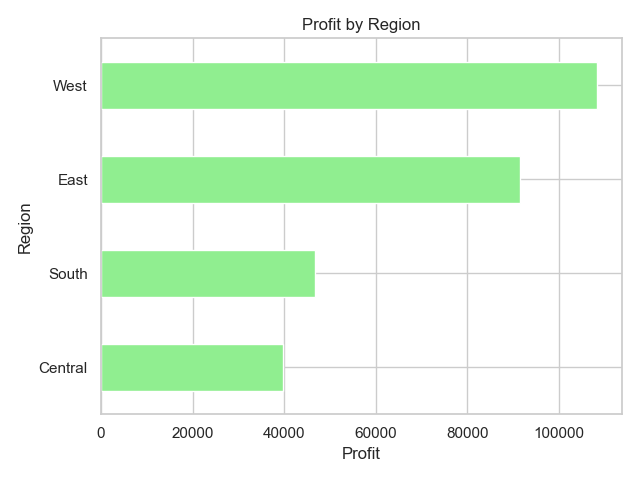 Profit by Region
West
East
South
Central
Region
0 20000 40000 60000 80000 100000
Profit